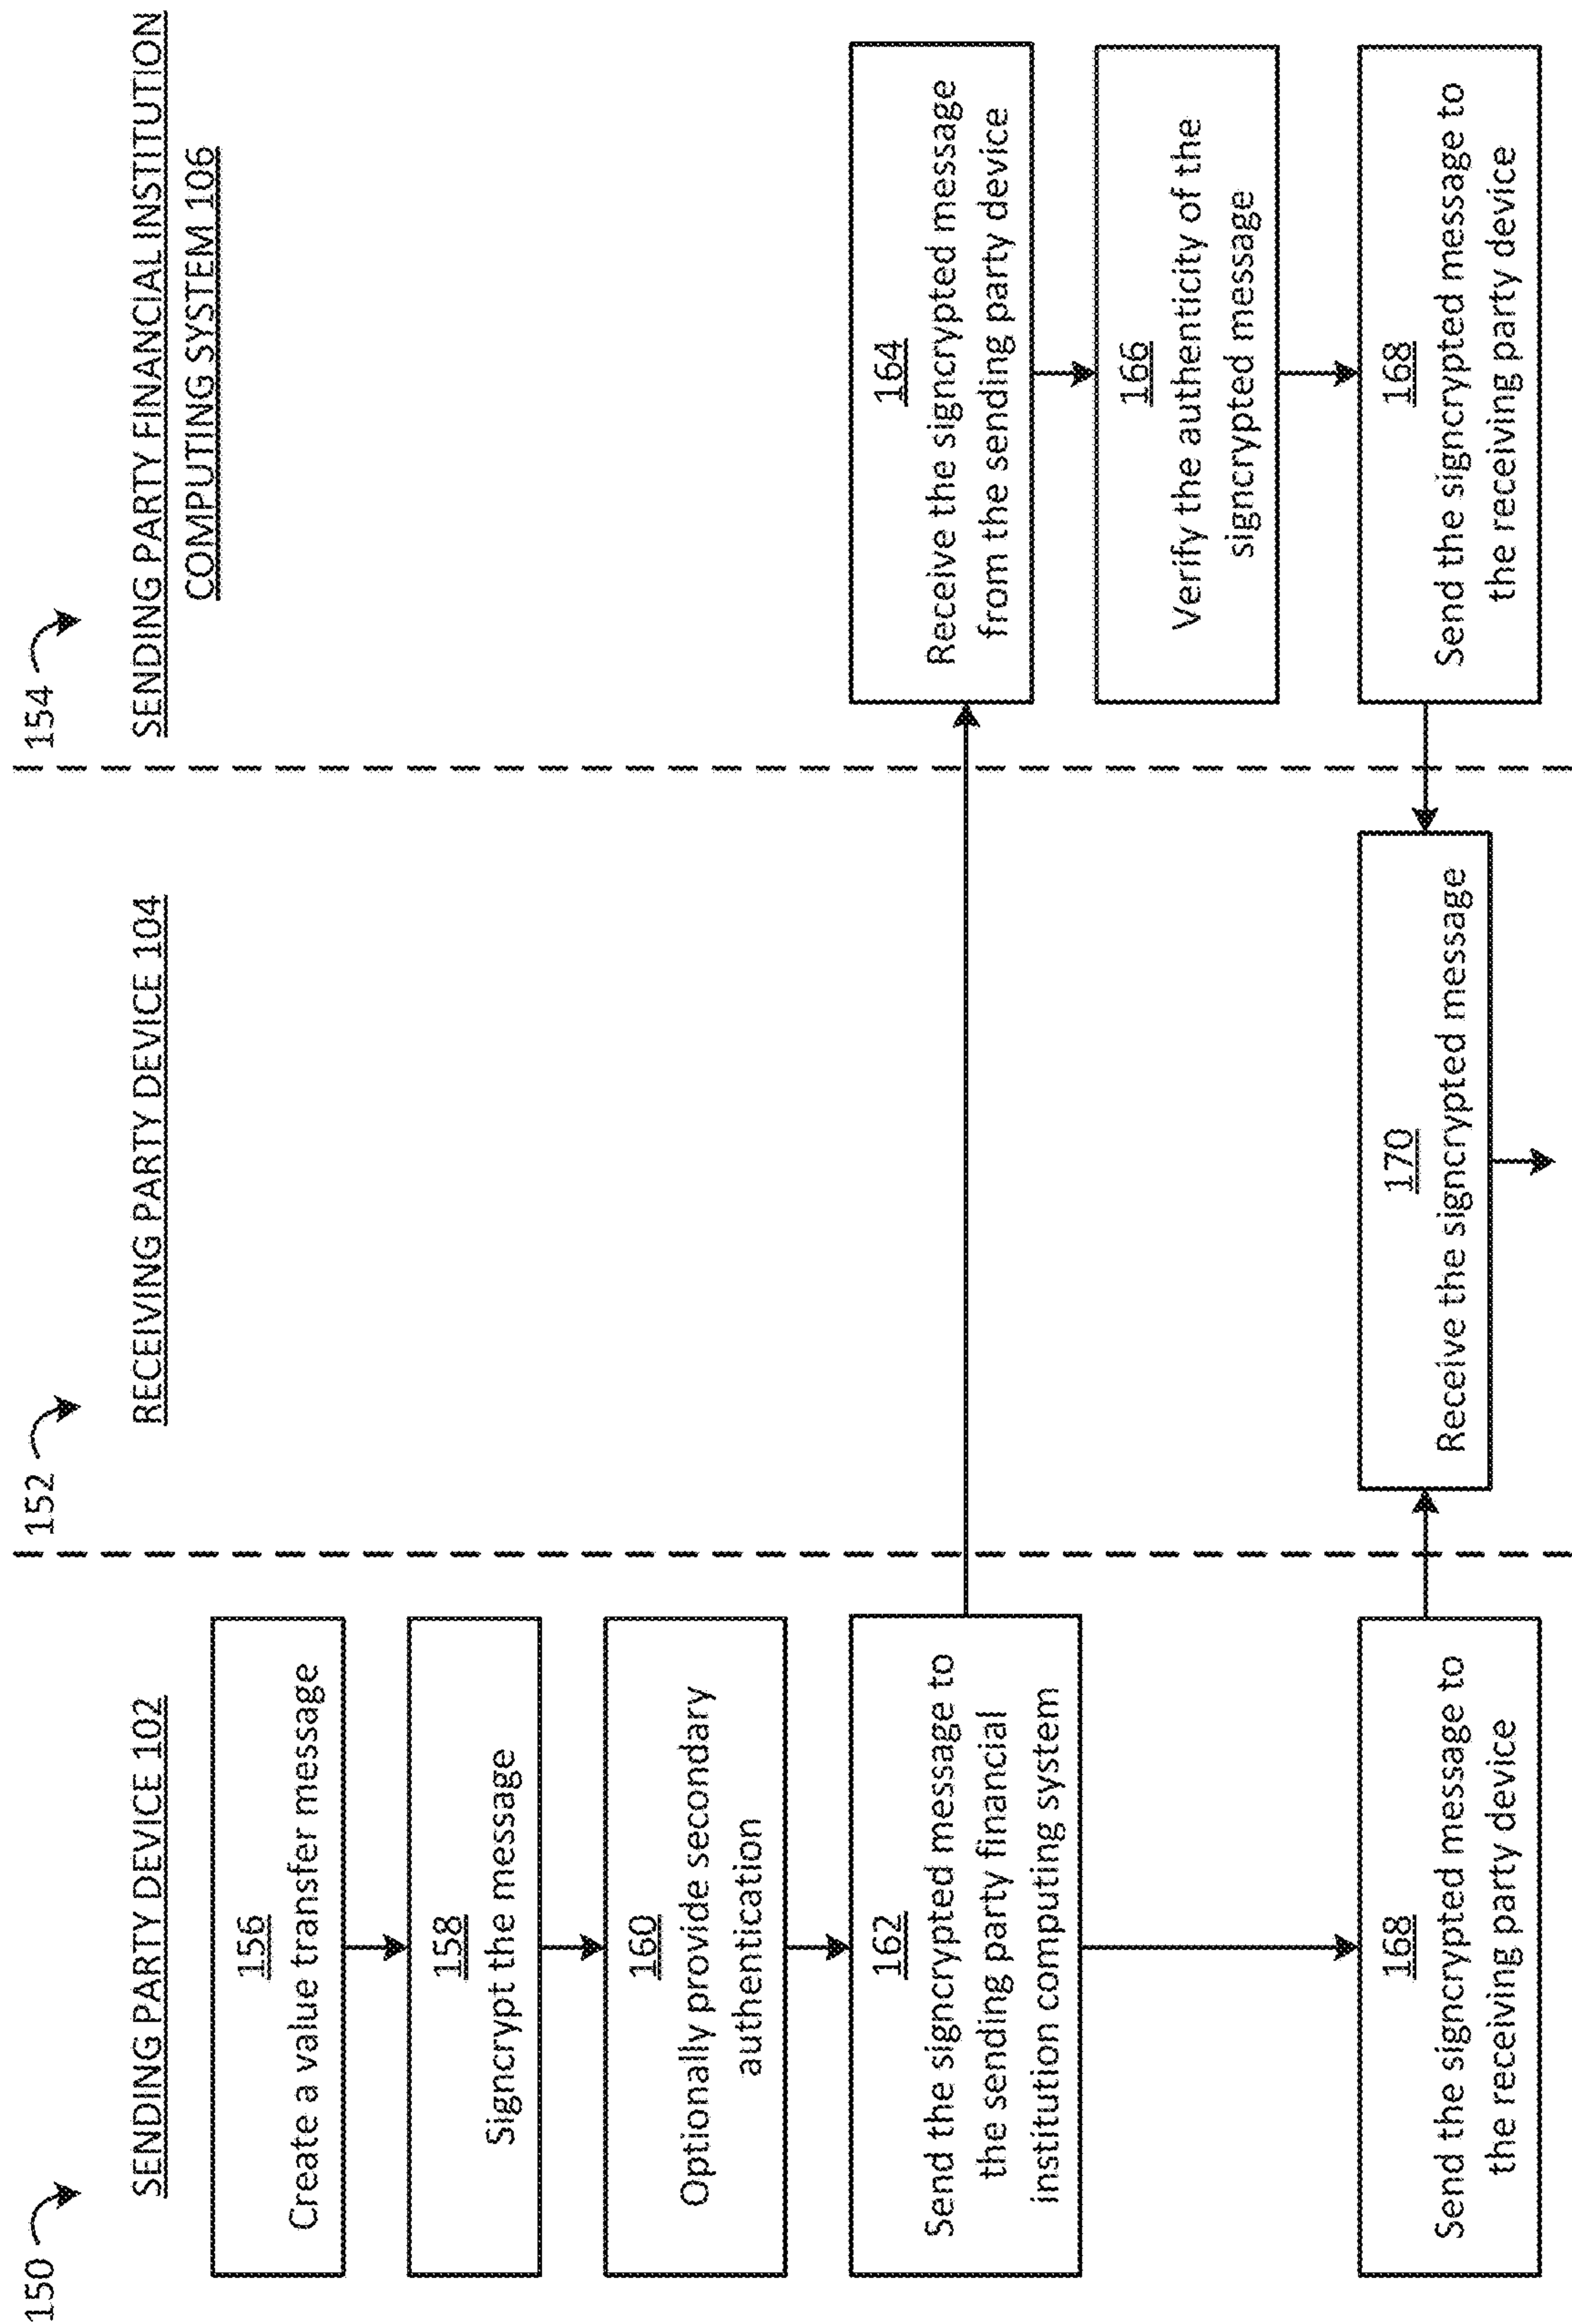 150
SENDING PARTY DEVICE 102
156
Create a value transfer message
158
Signcrypt the message
160
Optionally provide secondary
authentication
162
Send the signcrypted message to
the sending party financial
institution computing system
168
Send the signcrypted message to
the receiving party device
152
RECEIVING PARTY DEVICE 104
170
Receive the signcrypted message
154
SENDING PARTY FINANCIAL INSTITUTION
COMPUTING SYSTEM 106
164
Receive the signcrypted message
from the sending party device
166
Verify the authenticity of the
signcrypted message
168
Send the signcrypted message to
the receiving party device